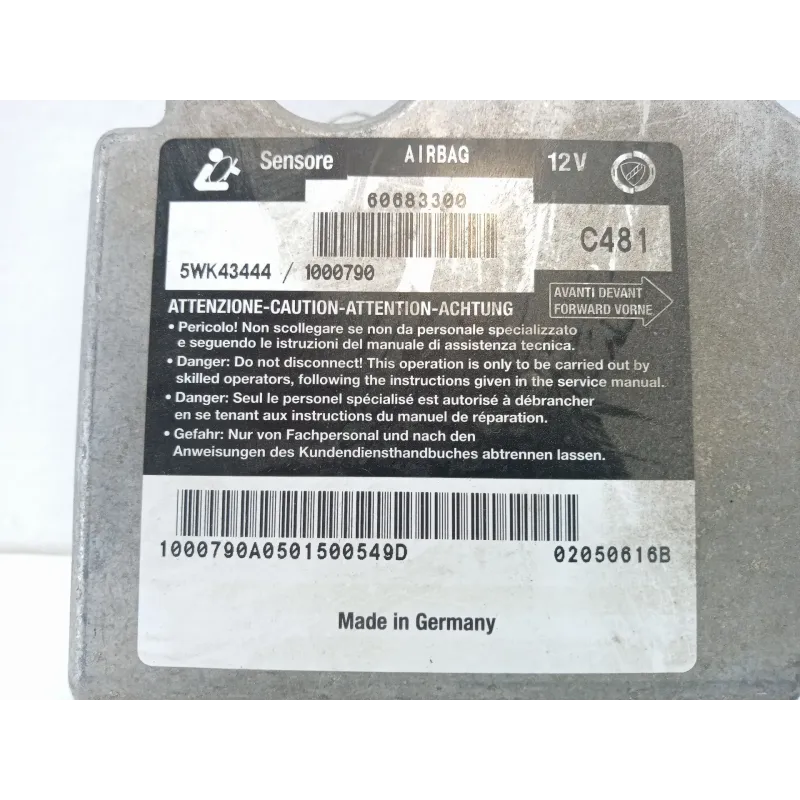 Sensore AIRBAG 12V
60683300
C481
5WK43444 / 1000790
ATTENZIONE-CAUTION-ATTENTION-ACHTUNG
AVANTI DEVANT
FORWARD VORNE
• Pericolo! Non scollegare se non da personale specializzato
e seguendo le istruzioni del manuale di assistenza tecnica.
• Danger: Do not disconnect! This operation is only to be carried out by
skilled operators, following the instructions given in the service manual.
• Danger: Seul le personel spécialisé est autorisé à débrancher
en se tenant aux instructions du manuel de réparation.
• Gefahr: Nur von Fachpersonal und nach den
Anweisungen des Kundendiensthandbuches abtrennen lassen.
1000790A0501500549D 02050616B
Made in Germany